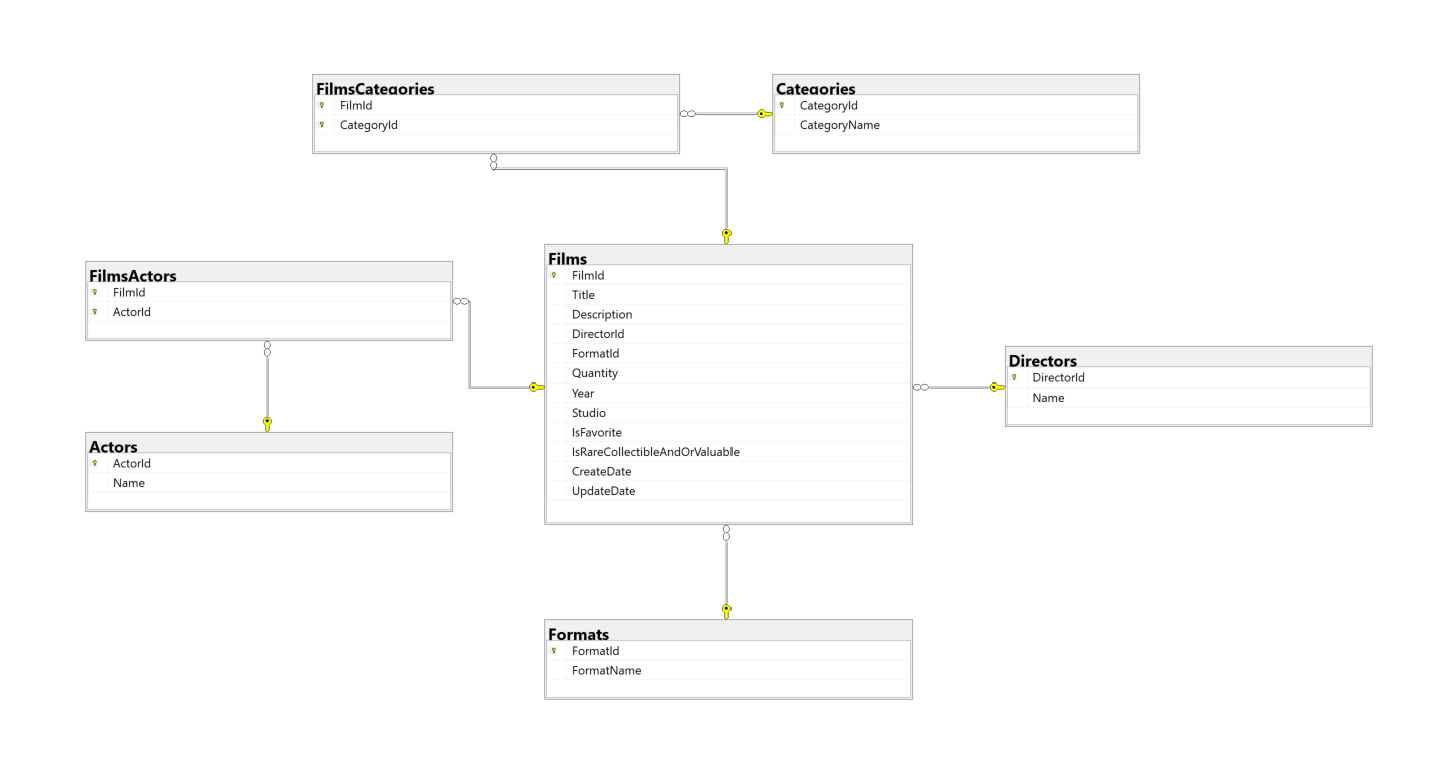 FilmsCategories
FilmId
CategoryId
Categories
CategoryId
CategoryName
FilmsActors
FilmId
ActorId
Films
FilmId
Title
Description
DirectorId
FormatId
Quantity
Year
Studio
IsFavorite
IsRareCollectibleAndOrValuable
CreateDate
UpdateDate
Directors
DirectorId
Name
Actors
ActorId
Name
Formats
FormatId
FormatName